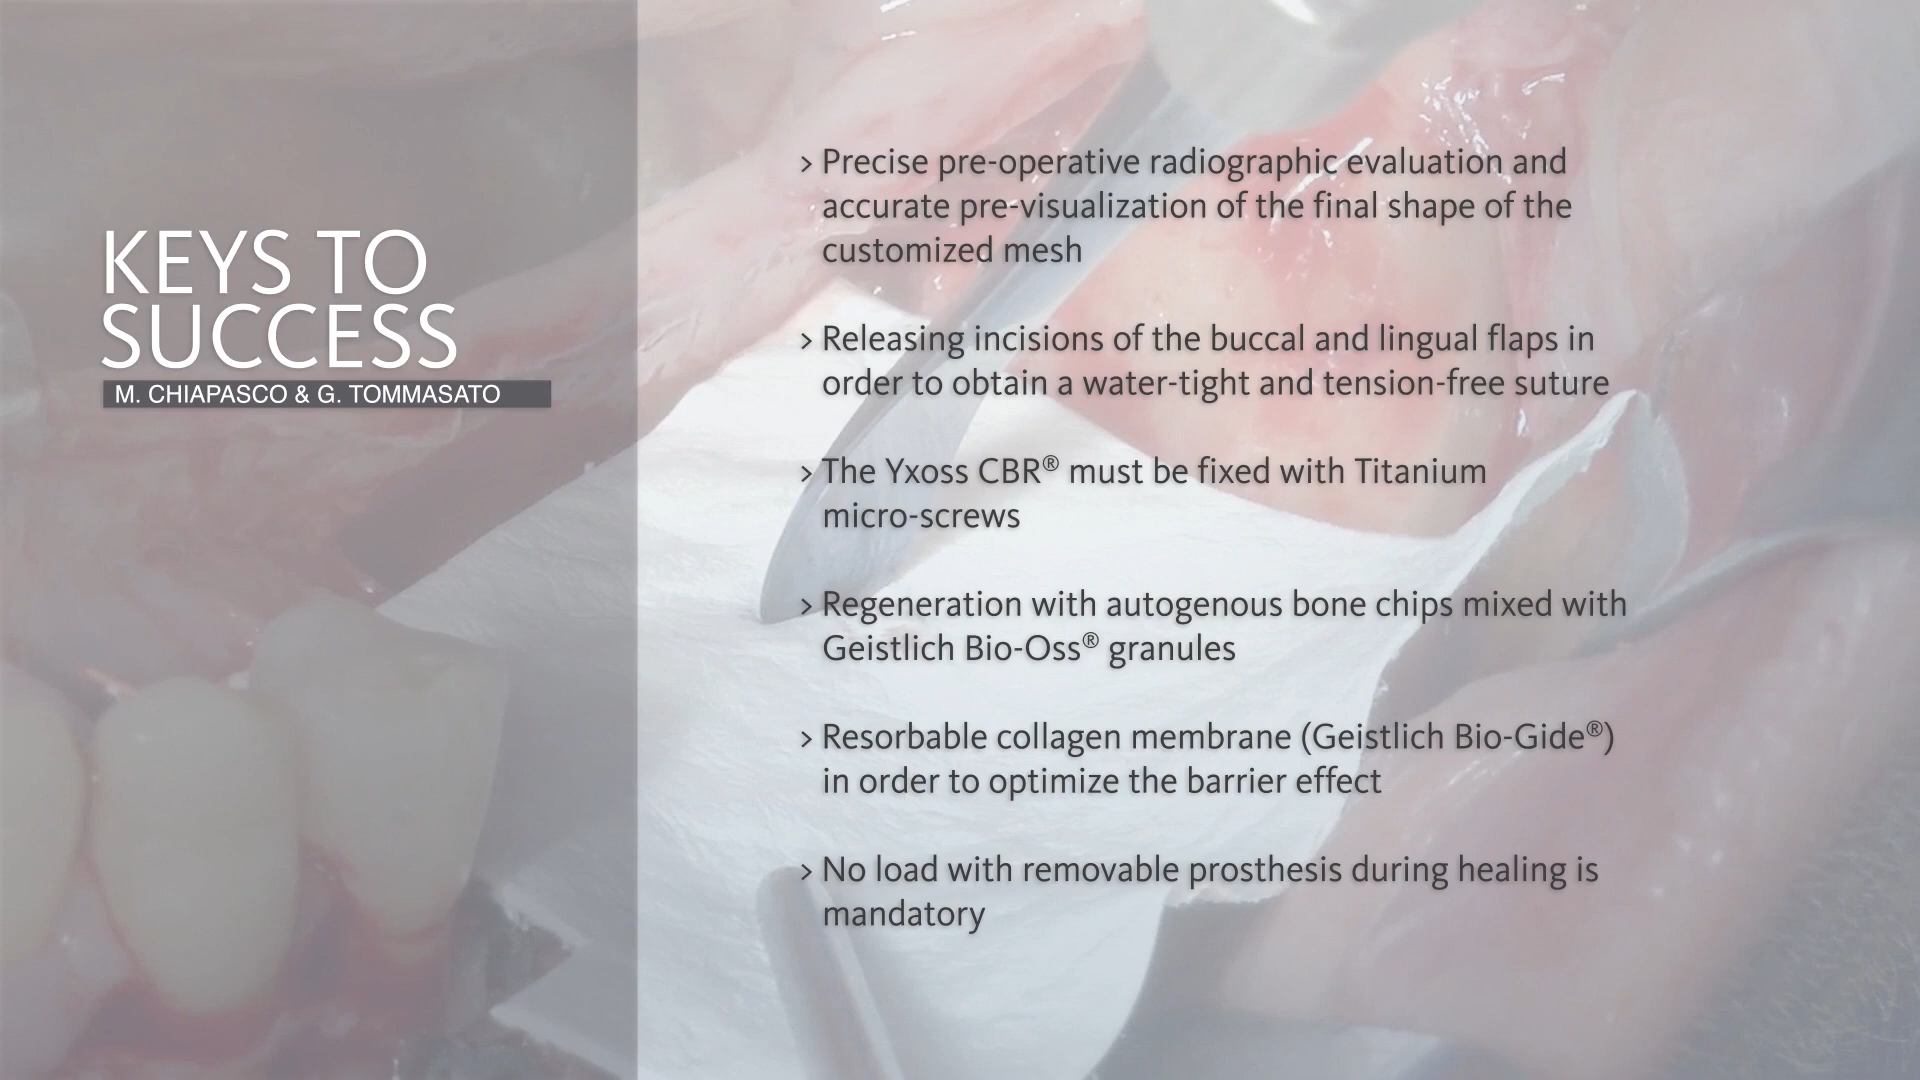 KEYS TO
SUCCESS
M. CHIAPASCO & G. TOMMASATO
> Precise pre-operative radiographic evaluation and
accurate pre-visualization of the final shape of the
customized mesh
> Releasing incisions of the buccal and lingual flaps in
order to obtain a water-tight and tension-free suture
> The Yxoss CBR® must be fixed with Titanium
micro-screws
> Regeneration with autogenous bone chips mixed with
Geistlich Bio-Oss® granules
> Resorbable collagen membrane (Geistlich Bio-Gide®)
in order to optimize the barrier effect
> No load with removable prosthesis during healing is
mandatory